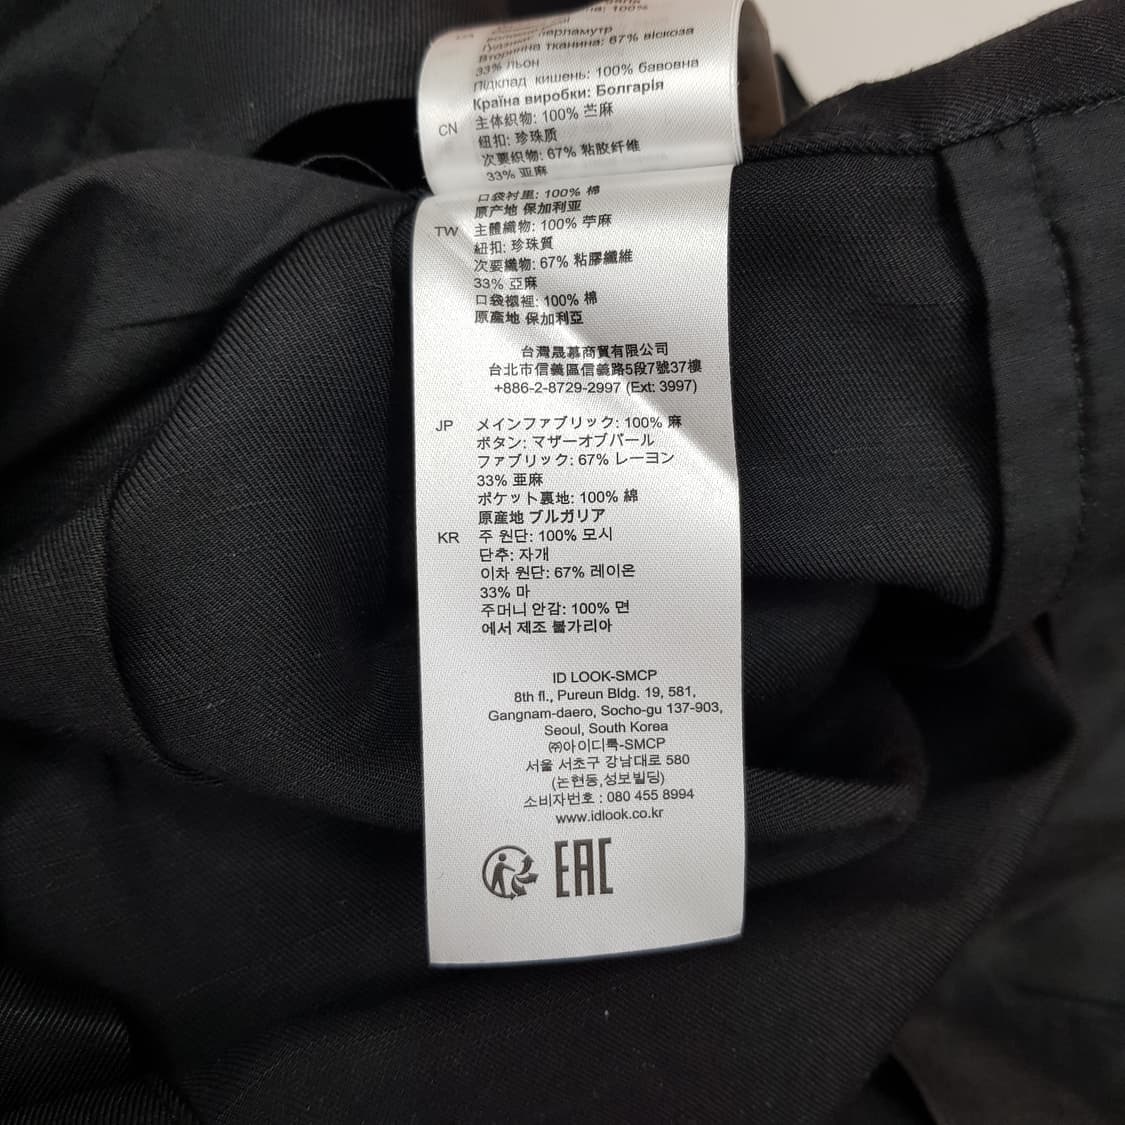 100%
перламутр
Вторинна тканина: 67% віскоза
33% льон
Підклад кишень: 100% бавовна
Країна виробки: Болгарія
CN 主体织物: 100% 苎麻
纽扣: 珍珠质
次要织物: 67% 粘胶纤维
33% 亚麻
口袋衬里: 100% 棉
原产地 保加利亚
TW 主體織物: 100% 苧麻
紐扣: 珍珠質
次要織物: 67% 粘膠纖維
33% 亞麻
口袋襯裡: 100% 棉
原產地 保加利亞
台灣晟慕商貿有限公司
台北市信義區信義路5段7號37樓
+886-2-8729-2997 (Ext: 3997)
JP メインファブリック: 100% 麻
ボタン: マザーオブパール
ファブリック: 67% レーヨン
33% 亜麻
ポケット裏地: 100% 綿
原産地 ブルガリア
KR 주 원단: 100% 모시
단추: 자개
이차 원단: 67% 레이온
33% 마
주머니 안감: 100% 면
에서 제조 불가리아
ID LOOK-SMCP
8th fl., Pureun Bldg. 19, 581,
Gangnam-daero, Socho-gu 137-903,
Seoul, South Korea
㈜아이디룩-SMCP
서울 서초구 강남대로 580
(논현동,성보빌딩)
소비자번호 : 080 455 8994
www.idlook.co.kr
EAC